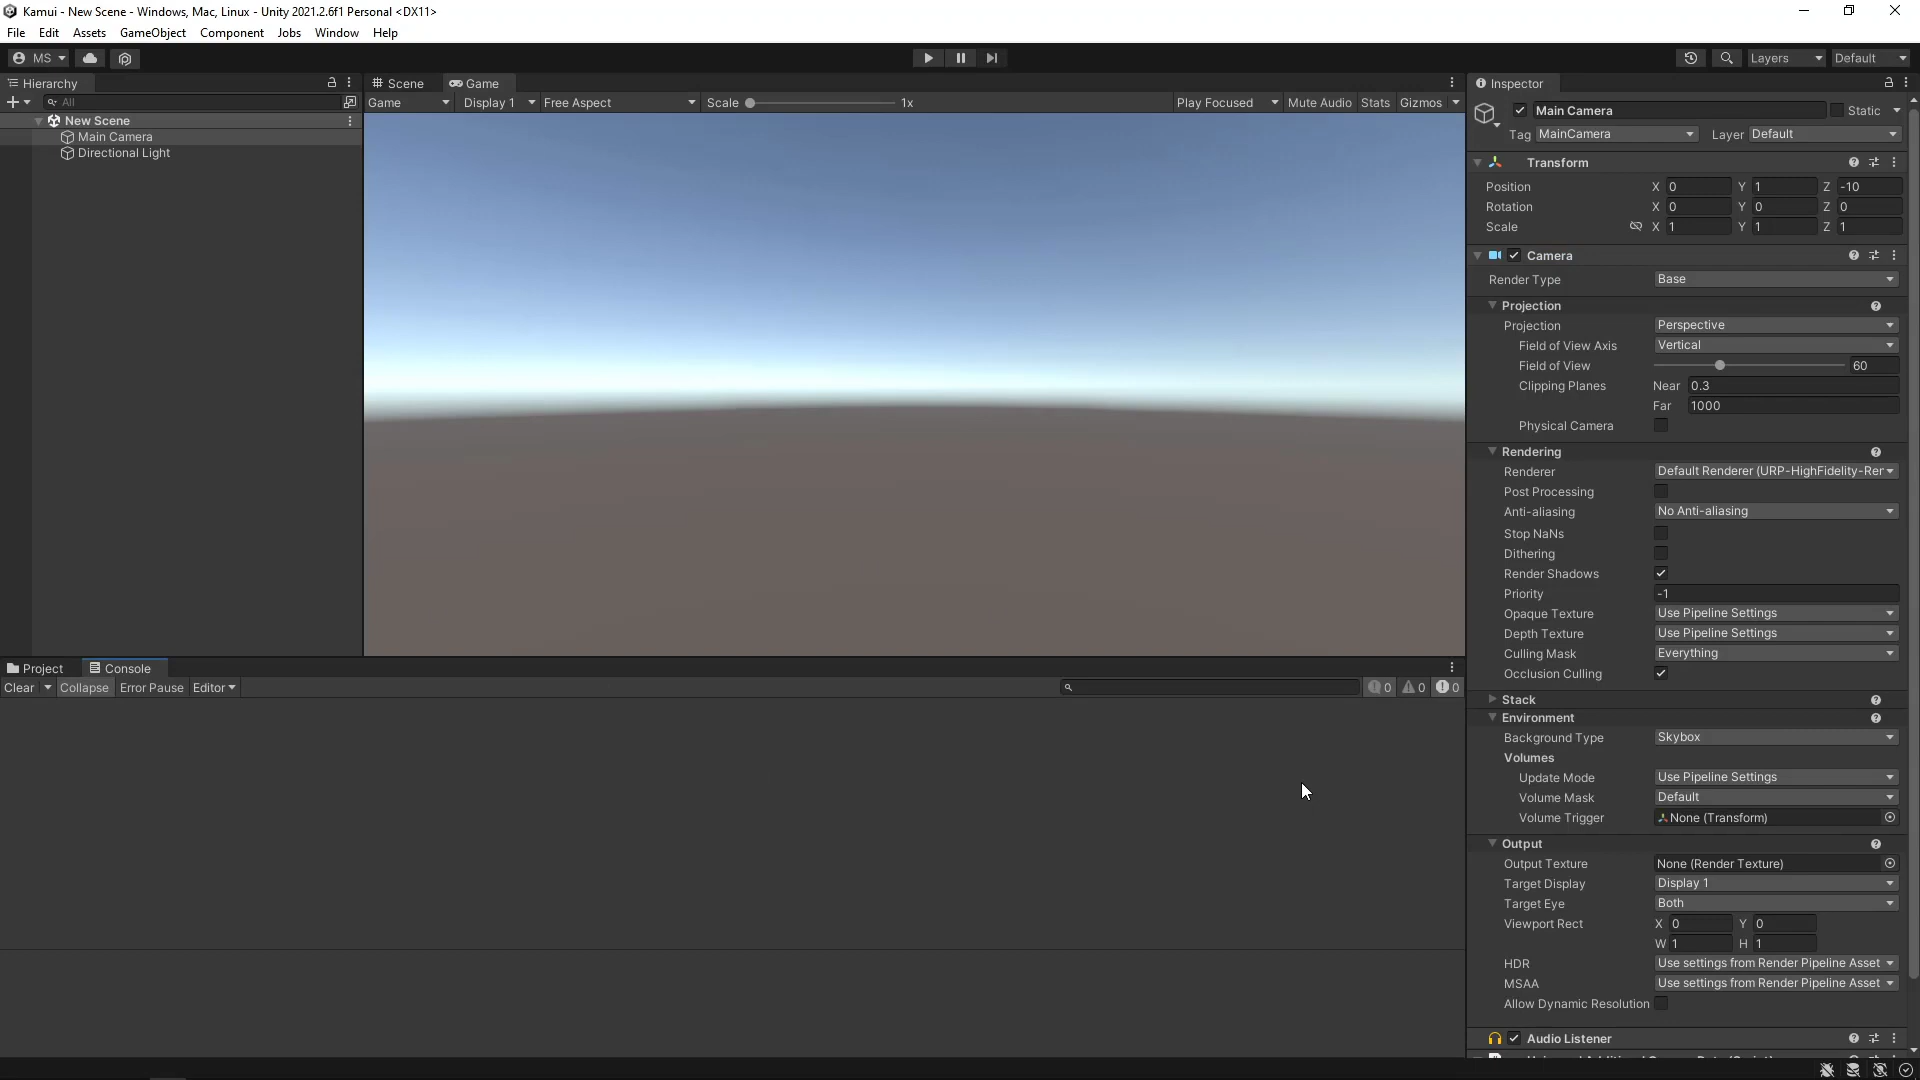 Kamui - New Scene - Windows, Mac, Linux - Unity 2021.2.6f1 Personal <DX11>
File Edit Assets GameObject Component Jobs Window Help
MS
Layers Default
Hierarchy
All
New Scene
Main Camera
Directional Light
Scene Game
Game Display 1 Free Aspect Scale 1x Play Focused Mute Audio Stats Gizmos
Project Console
Clear Collapse Error Pause Editor 0 0 0
Inspector
Main Camera Static
Tag MainCamera Layer Default
Transform
Position X 0 Y 1 Z -10
Rotation X 0 Y 0 Z 0
Scale X 1 Y 1 Z 1
Camera
Render Type Base
Projection
Projection Perspective
Field of View Axis Vertical
Field of View 60
Clipping Planes Near 0.3
Far 1000
Physical Camera
Rendering
Renderer Default Renderer (URP-HighFidelity-Rer
Post Processing
Anti-aliasing No Anti-aliasing
Stop NaNs
Dithering
Render Shadows
Priority -1
Opaque Texture Use Pipeline Settings
Depth Texture Use Pipeline Settings
Culling Mask Everything
Occlusion Culling
Stack
Environment
Background Type Skybox
Volumes
Update Mode Use Pipeline Settings
Volume Mask Default
Volume Trigger None (Transform)
Output
Output Texture None (Render Texture)
Target Display Display 1
Target Eye Both
Viewport Rect X 0 Y 0
W 1 H 1
HDR Use settings from Render Pipeline Asset
MSAA Use settings from Render Pipeline Asset
Allow Dynamic Resolution
Audio Listener